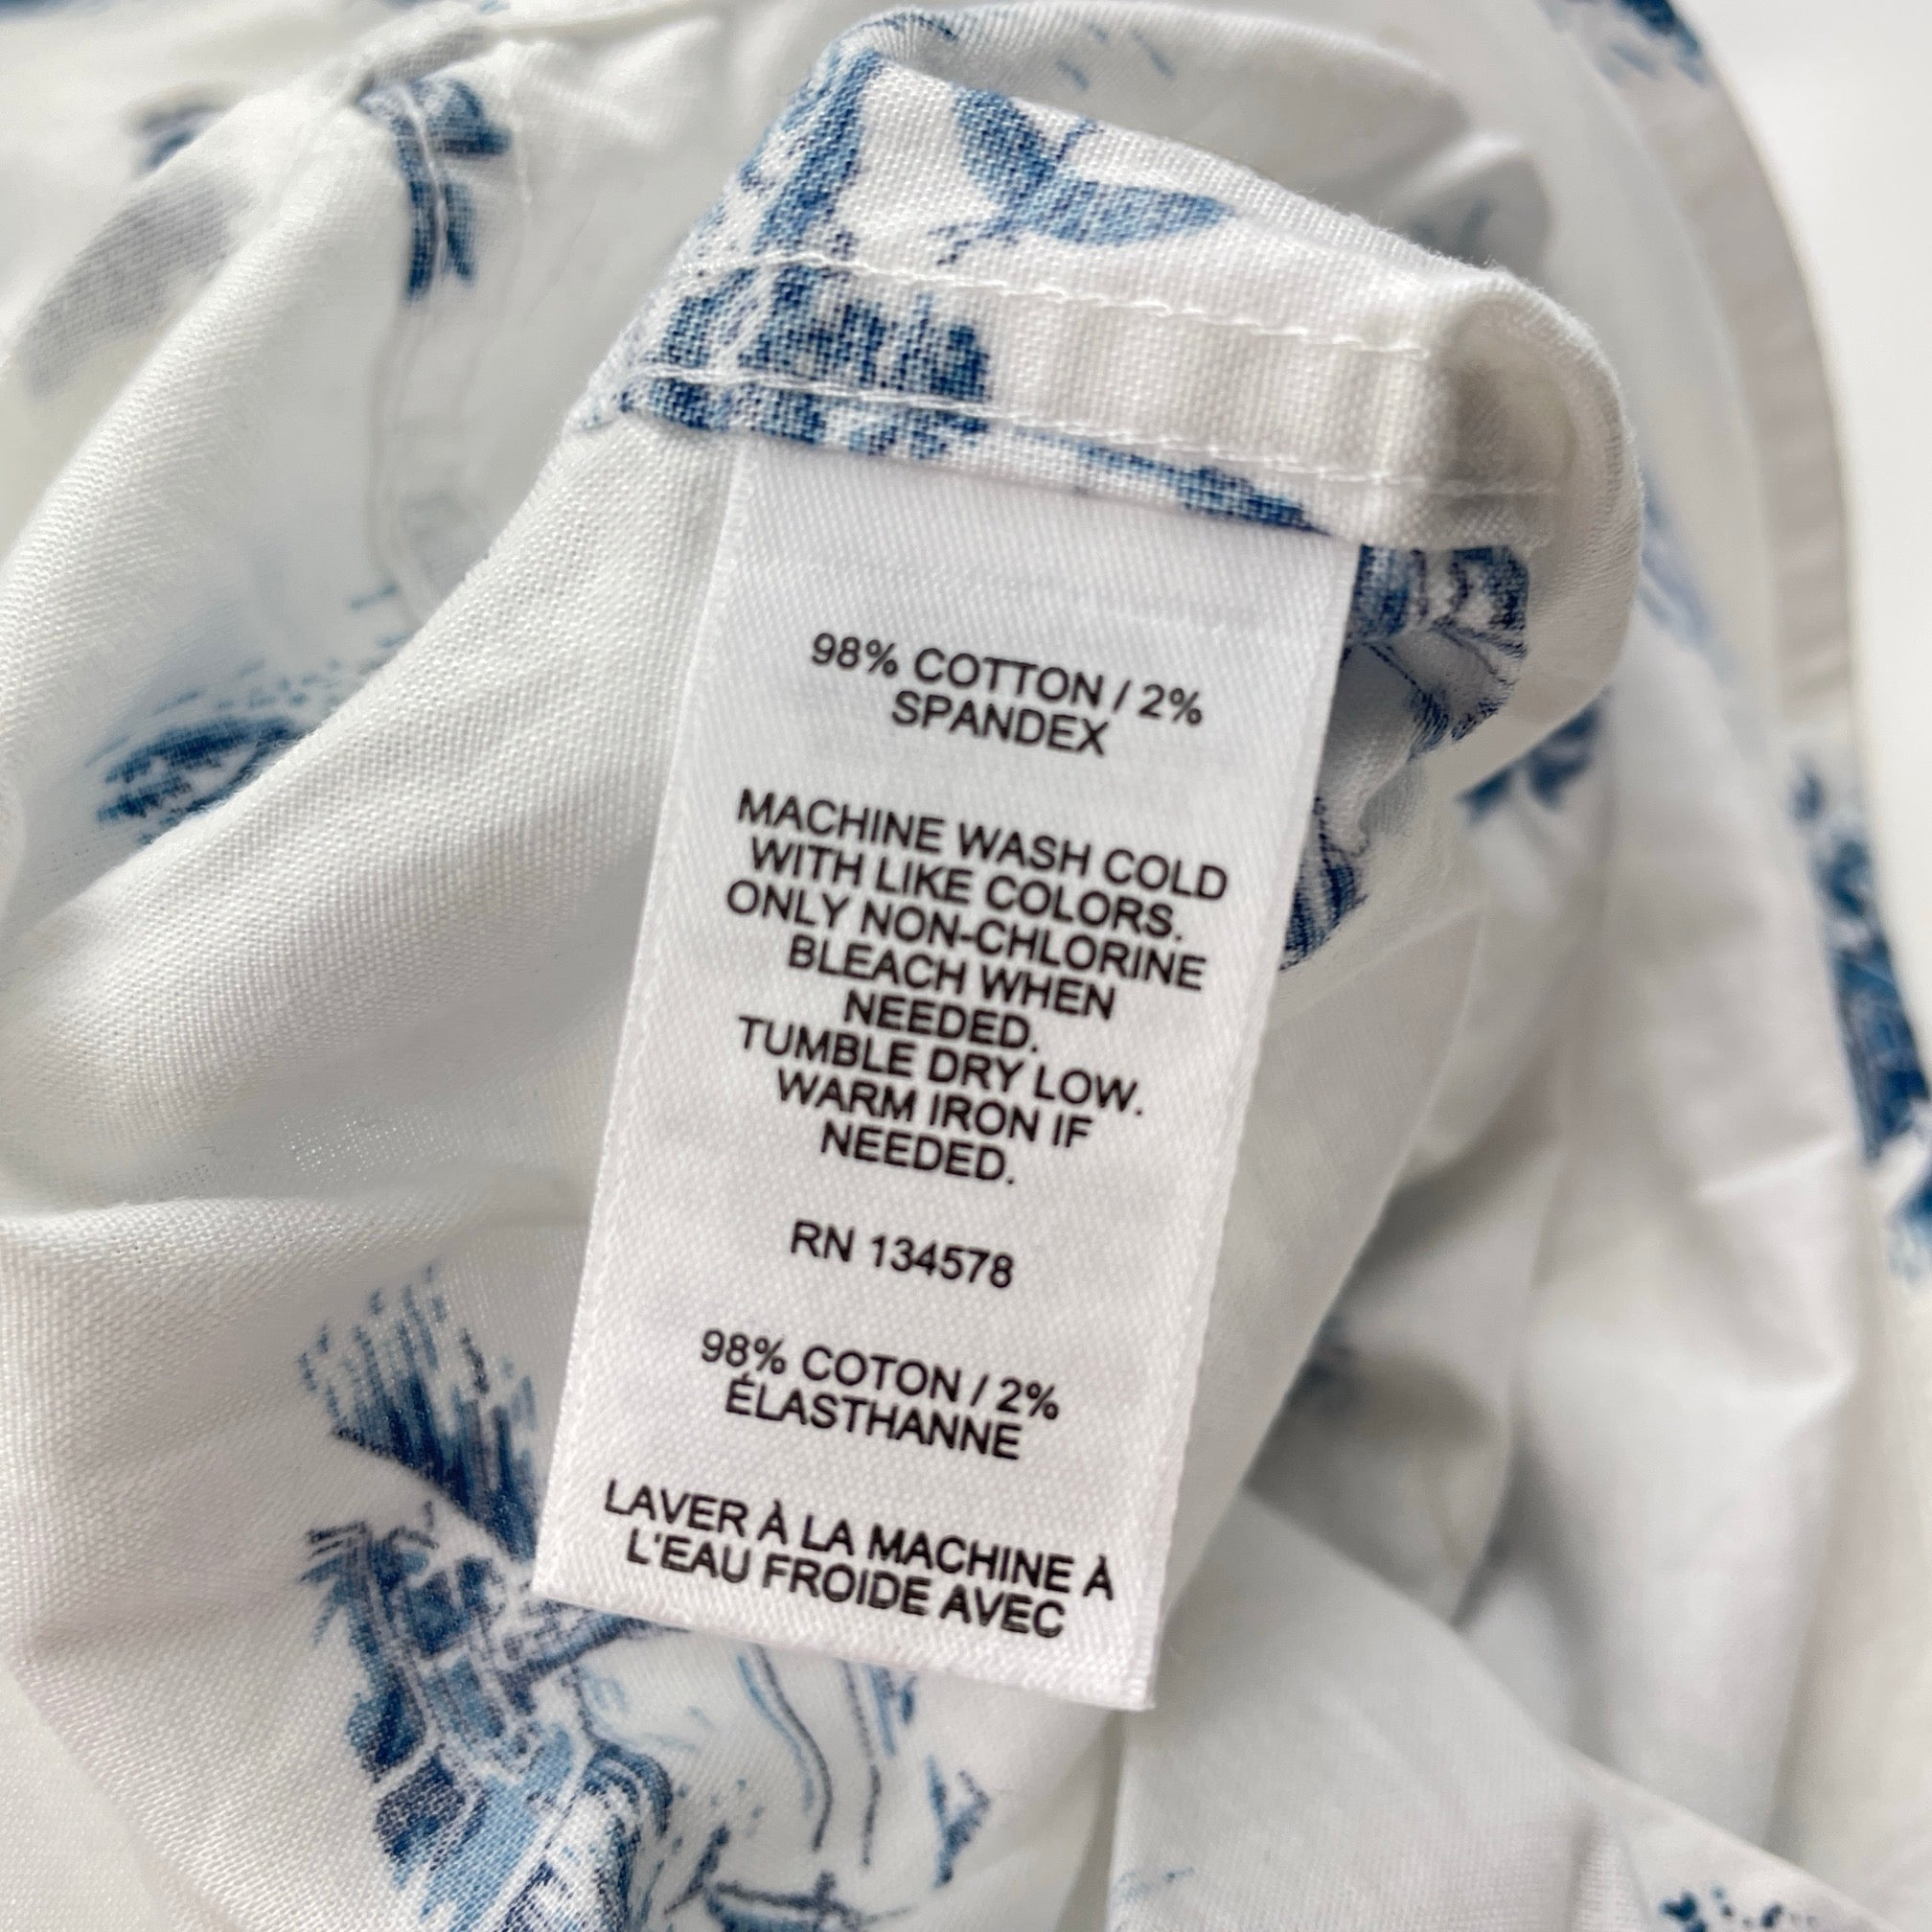 98% COTTON / 2%
SPANDEX
MACHINE WASH COLD
WITH LIKE COLORS.
ONLY NON-CHLORINE
BLEACH WHEN
NEEDED.
TUMBLE DRY LOW.
WARM IRON IF
NEEDED.
RN 134578
98% COTON / 2%
ÉLASTHANNE
LAVER À LA MACHINE À
L'EAU FROIDE AVEC